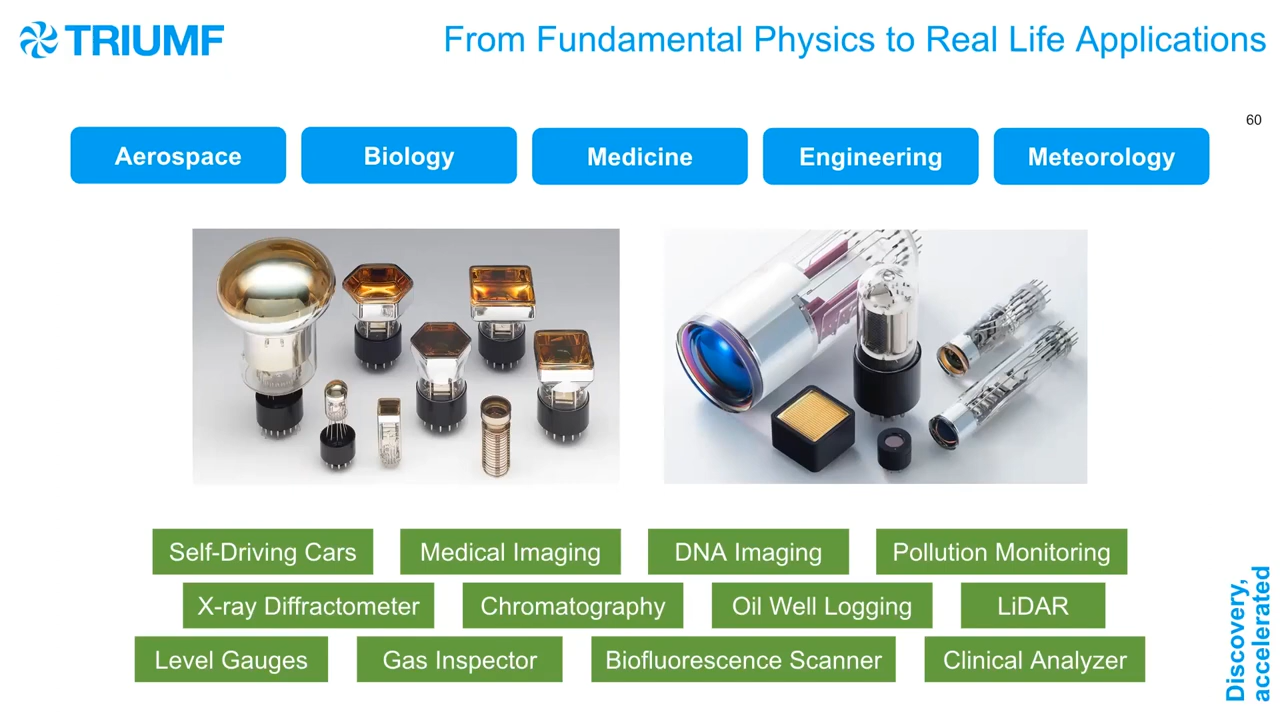 TRIUMF
From Fundamental Physics to Real Life Applications
60
Aerospace
Biology
Medicine
Engineering
Meteorology
Self-Driving Cars
Medical Imaging
DNA Imaging
Pollution Monitoring
X-ray Diffractometer
Chromatography
Oil Well Logging
LiDAR
Level Gauges
Gas Inspector
Biofluorescence Scanner
Clinical Analyzer
Discovery,
accelerated